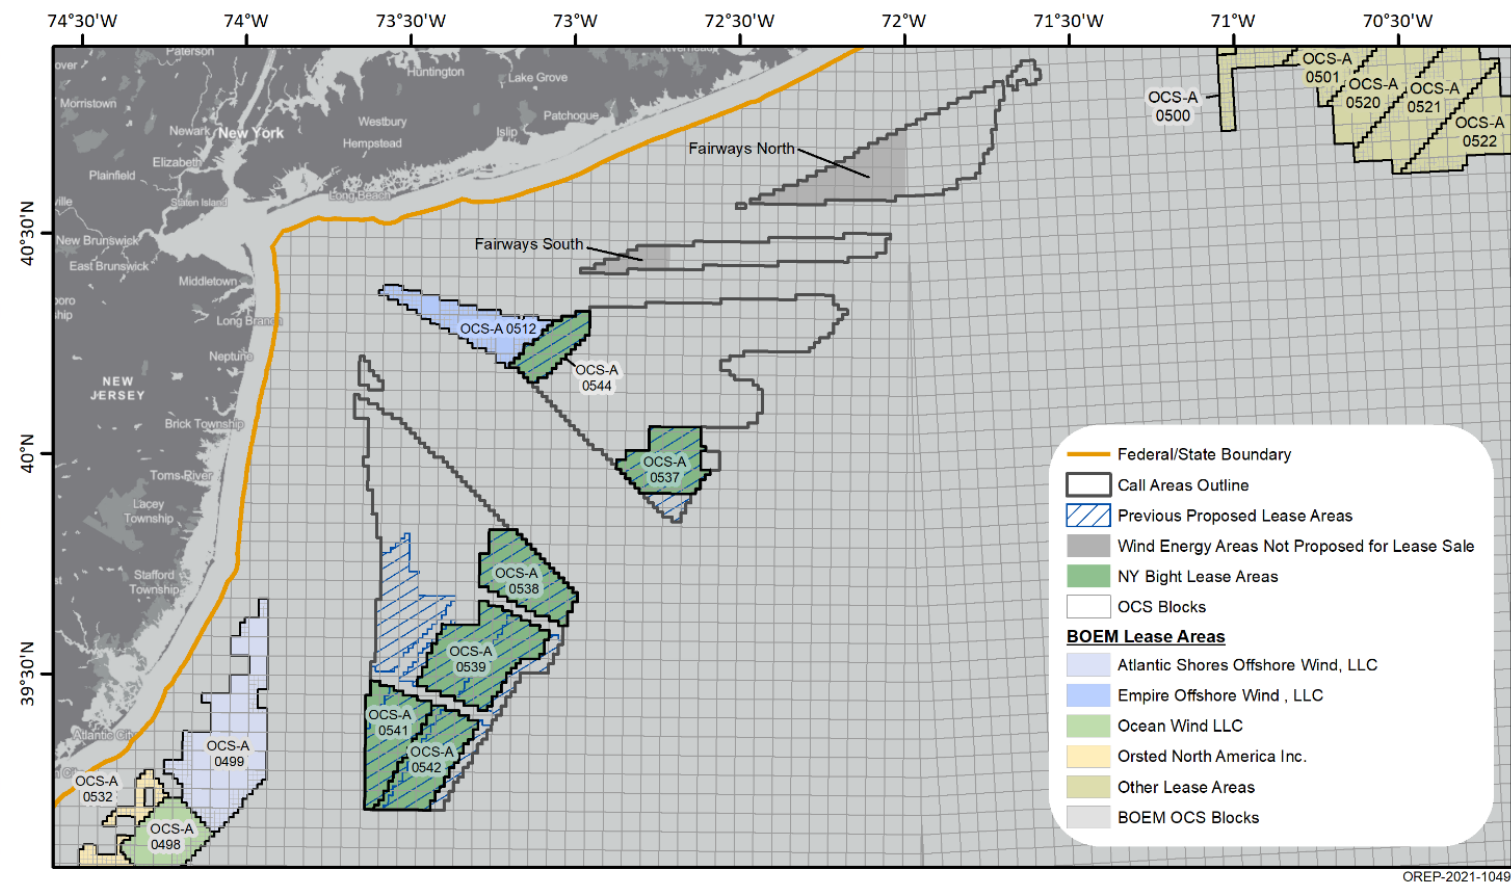 74°30'W
74°W
73°30'W
73°W
72°30'W
72°W
71°30'W
71°W
70°30'W
40°30'N
40°N
39°30'N
Paterson
over
Morristown
Newark
New York
Elizabeth
Plainfield
Staten Island
ville
New Brunswick
East Brunswick
Middletown
boro
ship
Long Branch
Neptune
NEW
JERSEY
Brick Township
Toms River
Lacey
Township
st
Stafford
Township
Atlantic City
Huntington
Lake Grove
Westbury
Hempstead
Islip
Patchogue
Long Beach
Riverhead
Fairways North
Fairways South
OCS-A 0512
OCS-A
0544
OCS-A
0537
OCS-A
0538
OCS-A
0539
OCS-A
0541
OCS-A
0542
OCS-A
0499
OCS-A
0532
OCS-A
0498
OCS-A
0500
OCS-A
0501
OCS-A
0520
OCS-A
0521
OCS-A
0522
Federal/State Boundary
Call Areas Outline
Previous Proposed Lease Areas
Wind Energy Areas Not Proposed for Lease Sale
NY Bight Lease Areas
OCS Blocks
BOEM Lease Areas
Atlantic Shores Offshore Wind, LLC
Empire Offshore Wind , LLC
Ocean Wind LLC
Orsted North America Inc.
Other Lease Areas
BOEM OCS Blocks
OREP-2021-1049